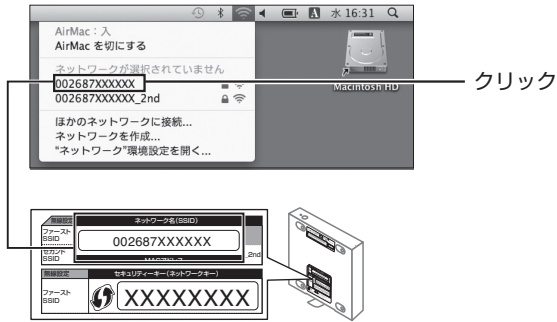 水 16:31
AirMac：入
AirMac を切にする
ネットワークが選択されていません
002687XXXXXX
002687XXXXXX_2nd
ほかのネットワークに接続...
ネットワークを作成...
"ネットワーク"環境設定を開く...
Macintosh HD
クリック
無線設定
ネットワーク名(SSID)
ファースト
SSID
002687XXXXXX
セカンド
SSID
_2nd
無線設定
セキュリティーキー(ネットワークキー)
ファースト
SSID
XXXXXXXX